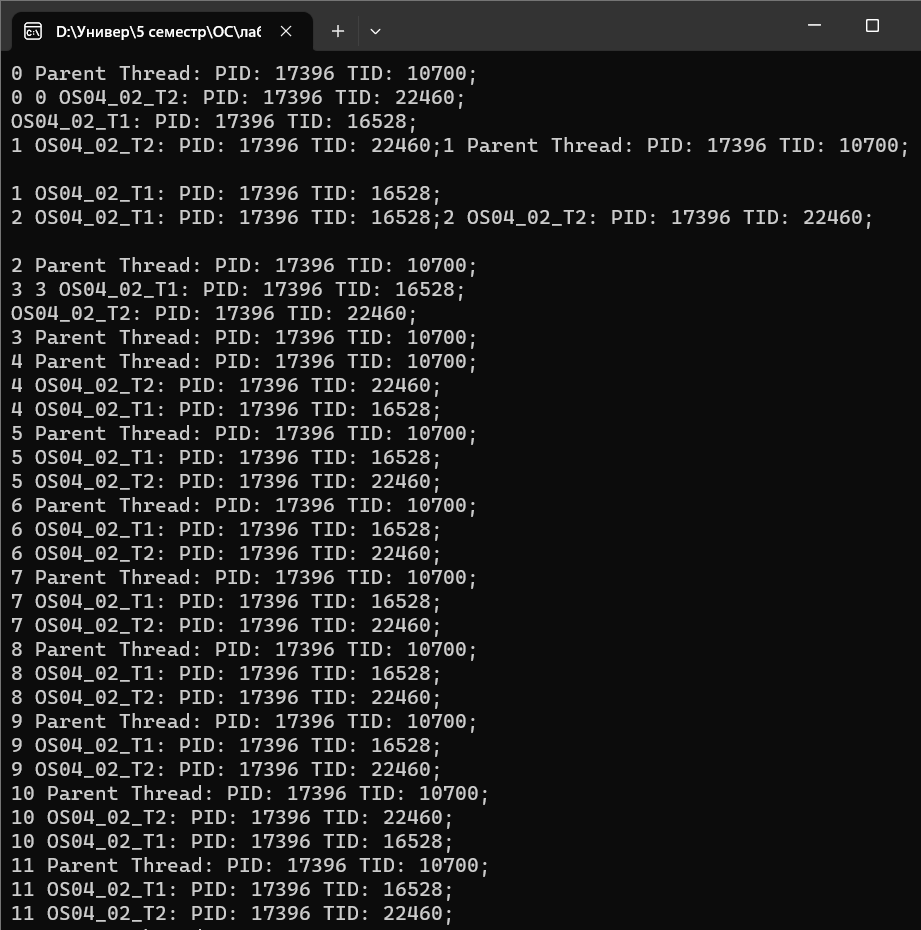 D:\Универ\5 семестр\ОС\лаб
0 Parent Thread: PID: 17396 TID: 10700;
0 0 OS04_02_T2: PID: 17396 TID: 22460;
OS04_02_T1: PID: 17396 TID: 16528;
1 OS04_02_T2: PID: 17396 TID: 22460;1 Parent Thread: PID: 17396 TID: 10700;
1 OS04_02_T1: PID: 17396 TID: 16528;
2 OS04_02_T1: PID: 17396 TID: 16528;2 OS04_02_T2: PID: 17396 TID: 22460;
2 Parent Thread: PID: 17396 TID: 10700;
3 3 OS04_02_T1: PID: 17396 TID: 16528;
OS04_02_T2: PID: 17396 TID: 22460;
3 Parent Thread: PID: 17396 TID: 10700;
4 Parent Thread: PID: 17396 TID: 10700;
4 OS04_02_T2: PID: 17396 TID: 22460;
4 OS04_02_T1: PID: 17396 TID: 16528;
5 Parent Thread: PID: 17396 TID: 10700;
5 OS04_02_T1: PID: 17396 TID: 16528;
5 OS04_02_T2: PID: 17396 TID: 22460;
6 Parent Thread: PID: 17396 TID: 10700;
6 OS04_02_T1: PID: 17396 TID: 16528;
6 OS04_02_T2: PID: 17396 TID: 22460;
7 Parent Thread: PID: 17396 TID: 10700;
7 OS04_02_T1: PID: 17396 TID: 16528;
7 OS04_02_T2: PID: 17396 TID: 22460;
8 Parent Thread: PID: 17396 TID: 10700;
8 OS04_02_T1: PID: 17396 TID: 16528;
8 OS04_02_T2: PID: 17396 TID: 22460;
9 Parent Thread: PID: 17396 TID: 10700;
9 OS04_02_T1: PID: 17396 TID: 16528;
9 OS04_02_T2: PID: 17396 TID: 22460;
10 Parent Thread: PID: 17396 TID: 10700;
10 OS04_02_T2: PID: 17396 TID: 22460;
10 OS04_02_T1: PID: 17396 TID: 16528;
11 Parent Thread: PID: 17396 TID: 10700;
11 OS04_02_T1: PID: 17396 TID: 16528;
11 OS04_02_T2: PID: 17396 TID: 22460;